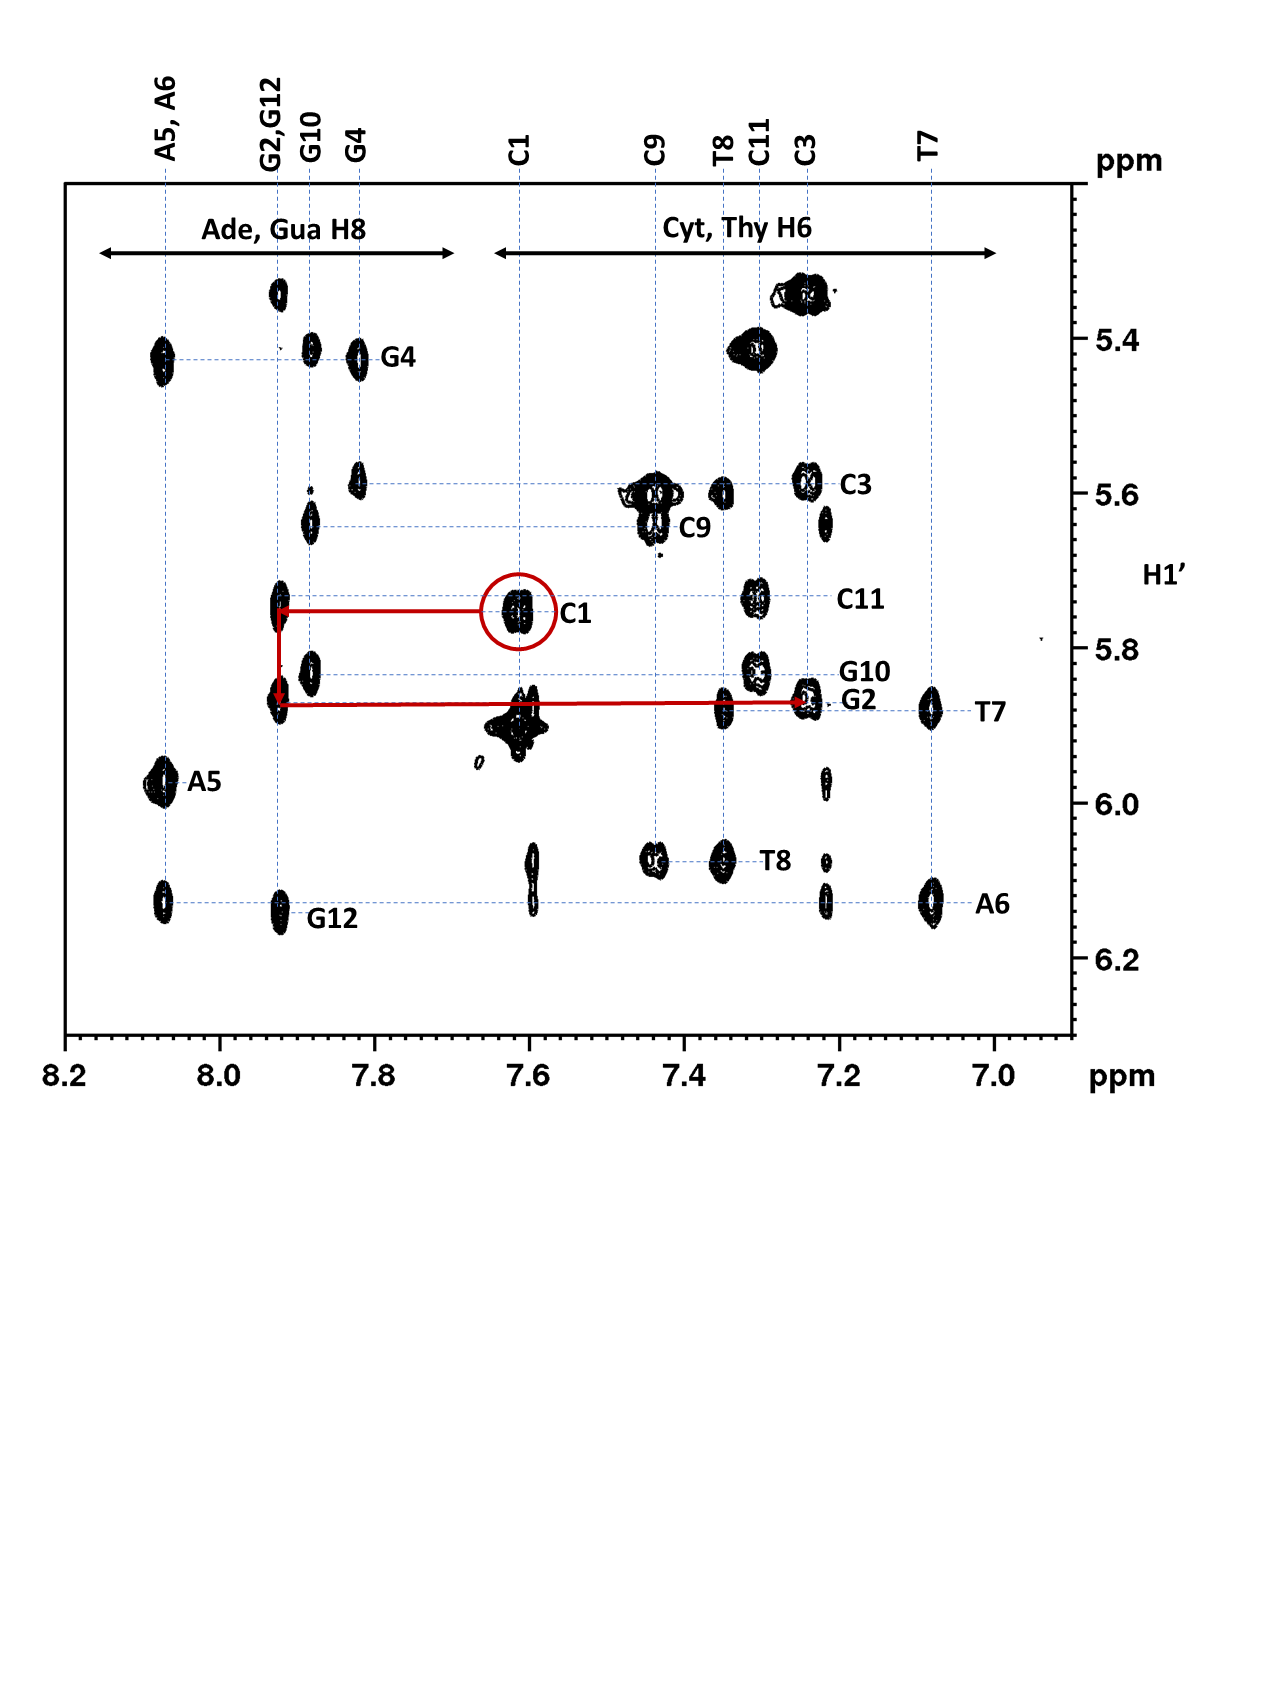 A5, A6
G2,G12
G10
G4
C1
C9
T8
C11
C3
T7
ppm
Ade, Gua H8
Cyt, Thy H6
5.4
G4
C3
5.6
C9
H1’
C11
C1
5.8
G10
G2
T7
A5
6.0
T8
A6
G12
6.2
8.2 8.0 7.8 7.6 7.4 7.2 7.0 ppm